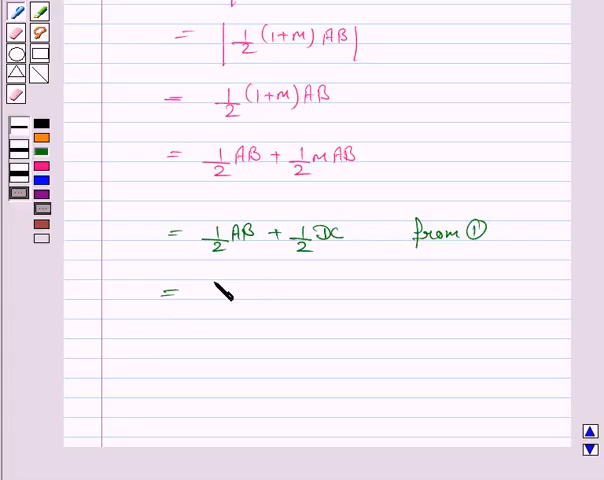 = |1/2 (1+m) AB|
= 1/2 (1+m) AB
= 1/2 AB + 1/2 m AB
= 1/2 AB + 1/2 DC from ①
=